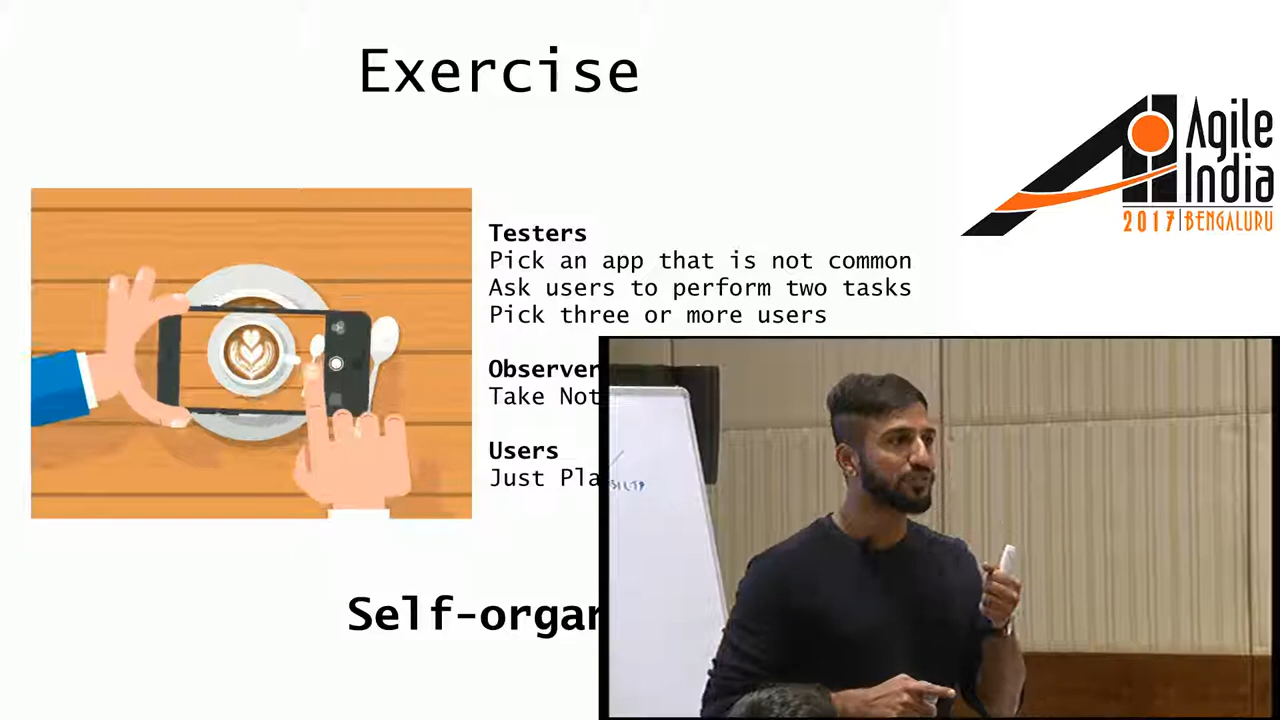 Exercise
Agile
India
2017 | BENGALURU
Testers
Pick an app that is not common
Ask users to perform two tasks
Pick three or more users
Observer
Take Not
Users
Just Pla
Self-organ